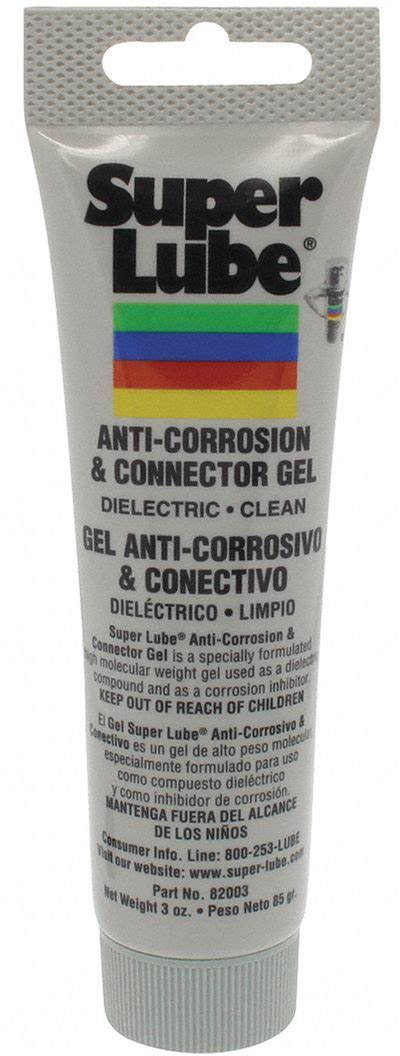 Super
Lube®
ANTI-CORROSION
& CONNECTOR GEL
DIELECTRIC • CLEAN
GEL ANTI-CORROSIVO
& CONECTIVO
DIELÉCTRICO • LIMPIO
Super Lube® Anti-Corrosion &
Connector Gel is a specially formulated
high molecular weight gel used as a dielectric
compound and as a corrosion inhibitor.
KEEP OUT OF REACH OF CHILDREN
El Gel Super Lube® Anti-Corrosivo &
Conectivo es un gel de alto peso molecular
especialmente formulado para uso
como compuesto dieléctrico
y como inhibidor de corrosión.
MANTENGA FUERA DEL ALCANCE
DE LOS NIÑOS
Consumer Info. Line: 800-253-LUBE
Visit our website: www.super-lube.com
Part No. 82003
Net Weight 3 oz. • Peso Neto 85 gr.